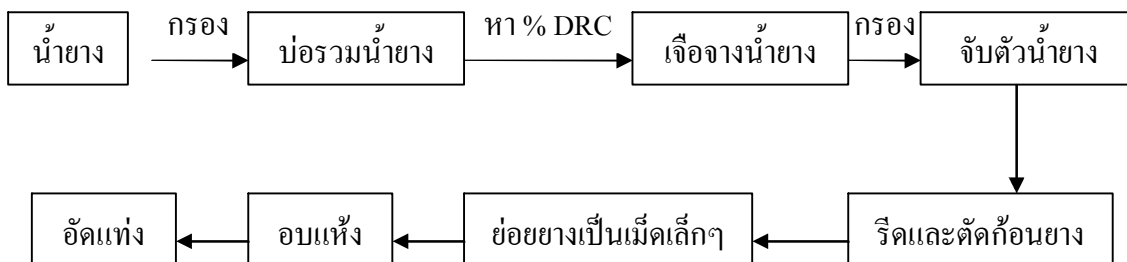 น้ำยาง
กรอง
บ่อรวมน้ำยาง
หา % DRC
เจือจางน้ำยาง
กรอง
จับตัวน้ำยาง
รีดและตัดก้อนยาง
ย่อยยางเป็นเม็ดเล็กๆ
อบแห้ง
อัดแท่ง